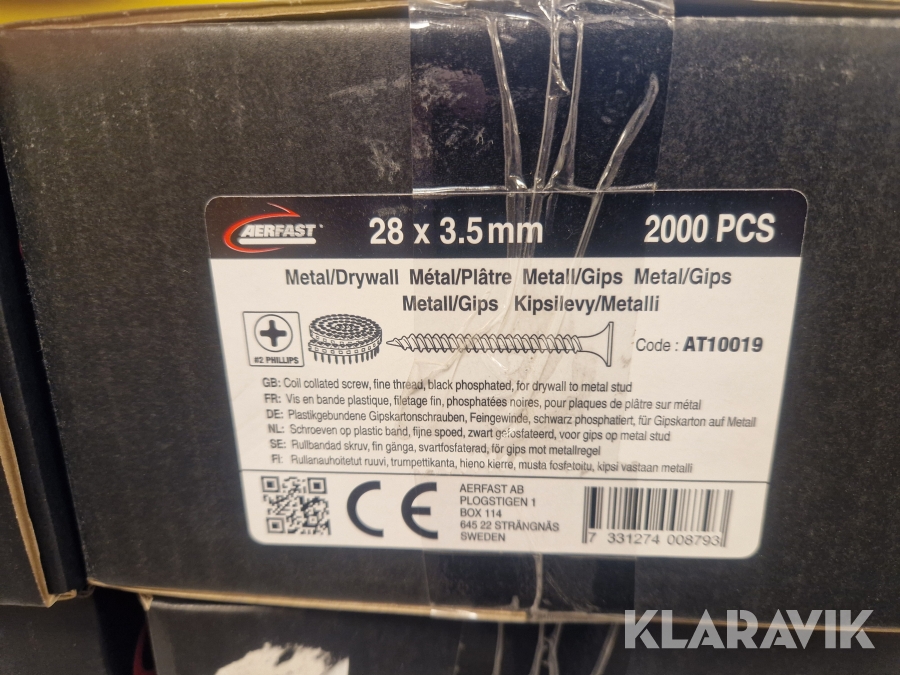 AERFAST
28 x 3.5mm
2000 PCS
Metal/Drywall Métal/Plâtre Metall/Gips Metal/Gips
Metall/Gips Kipsilevy/Metalli
#2 PHILLIPS
Code : AT10019
GB: Coil collated screw, fine thread, black phosphated, for drywall to metal stud
FR: Vis en bande plastique, filetage fin, phosphatées noires, pour plaques de plâtre sur métal
DE: Plastikgebundene Gipskartonschrauben, Feingewinde, schwarz phosphatiert, für Gipskarton auf Metall
NL: Schroeven op plastic band, fijne spoed, zwart gefosfateerd, voor gips op metal stud
SE: Rullbandad skruv, fin gänga, svartfosfaterad, för gips mot metallregel
FI: Rullanauhoitetut ruuvi, trumpettikanta, hieno kierre, musta fosfatoitu, kipsi vastaan metalli
CE
AERFAST AB
PLOGSTIGEN 1
BOX 114
645 22 STRÄNGNÄS
SWEDEN
7 331274 008793
KLARAVIK